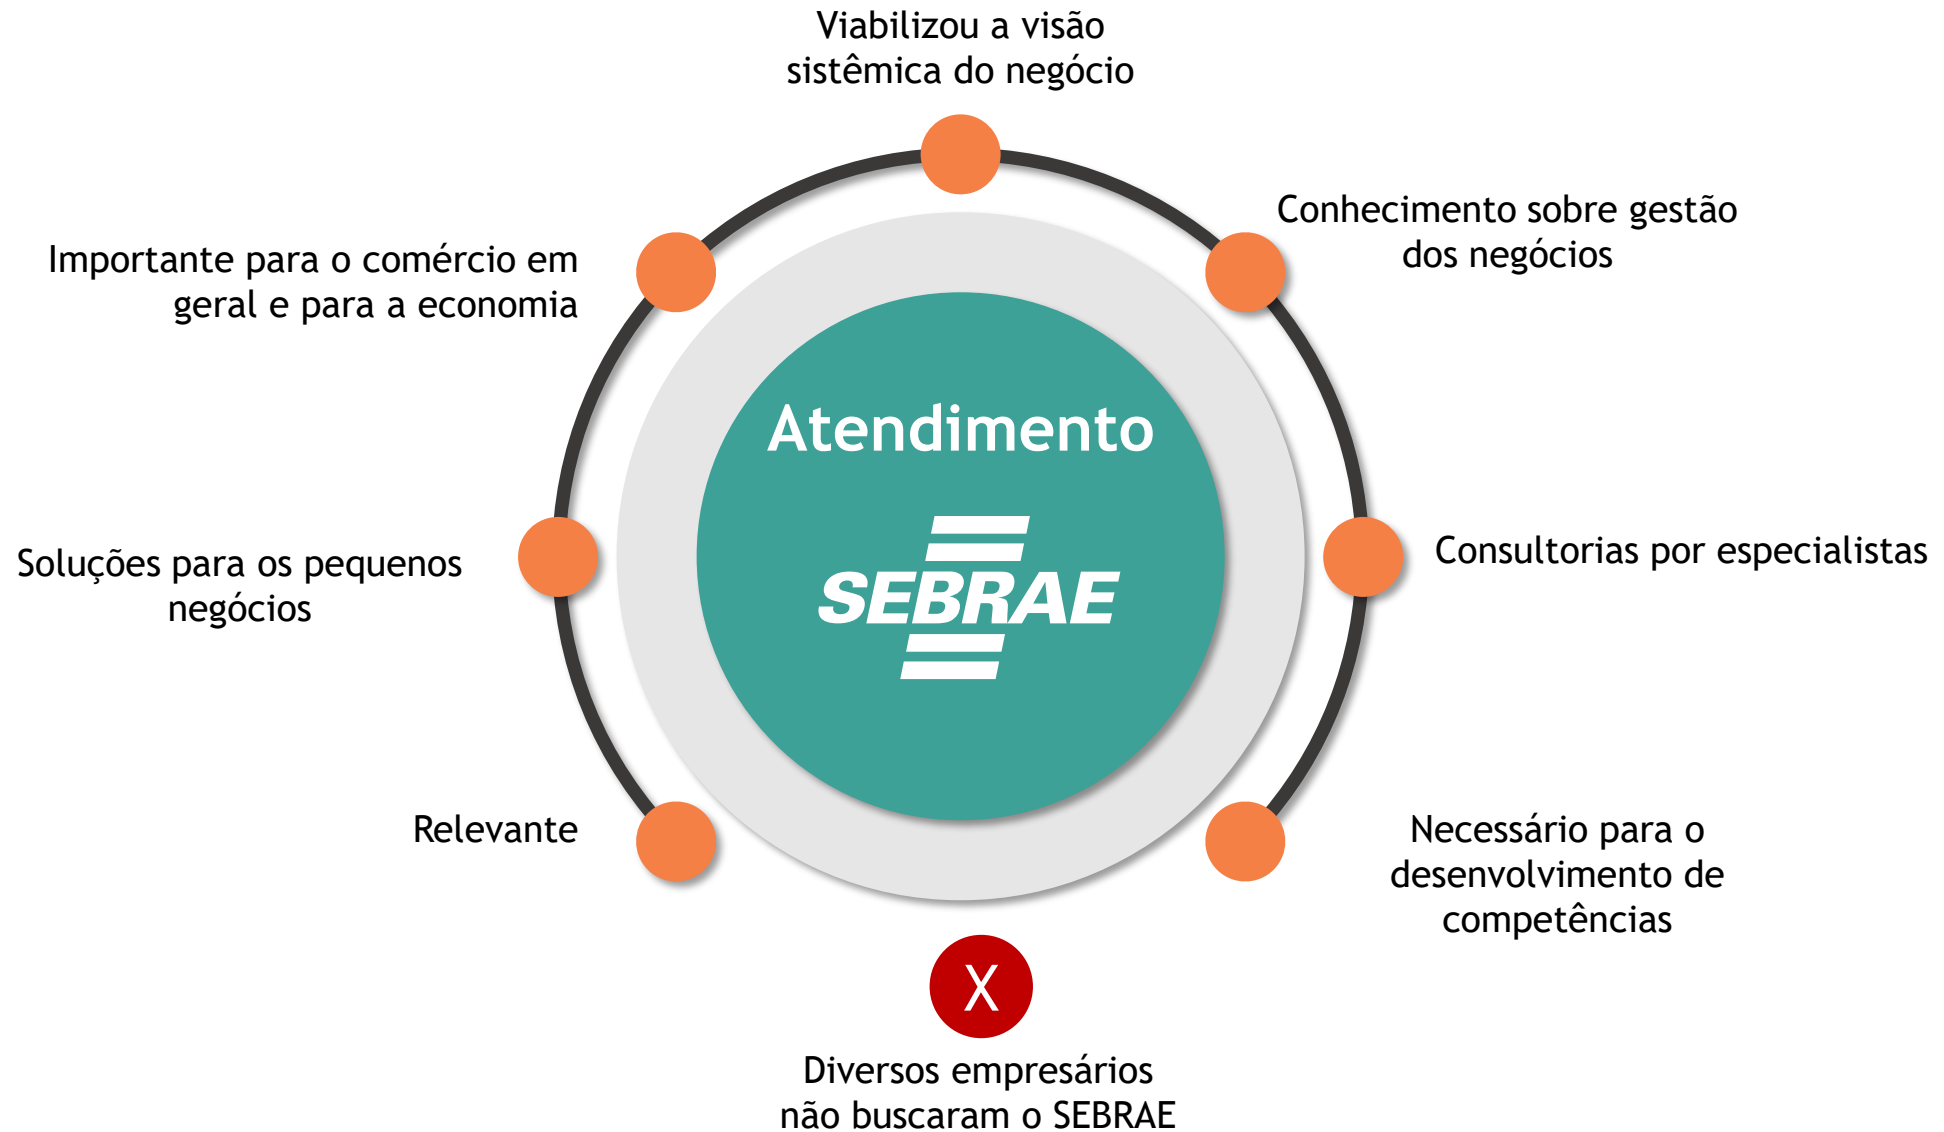 Viabilizou a visão
sistêmica do negócio
Conhecimento sobre gestão
dos negócios
Importante para o comércio em
geral e para a economia
Atendimento
SEBRAE
Consultorias por especialistas
Soluções para os pequenos
negócios
Relevante
Necessário para o
desenvolvimento de
competências
X
Diversos empresários
não buscaram o SEBRAE